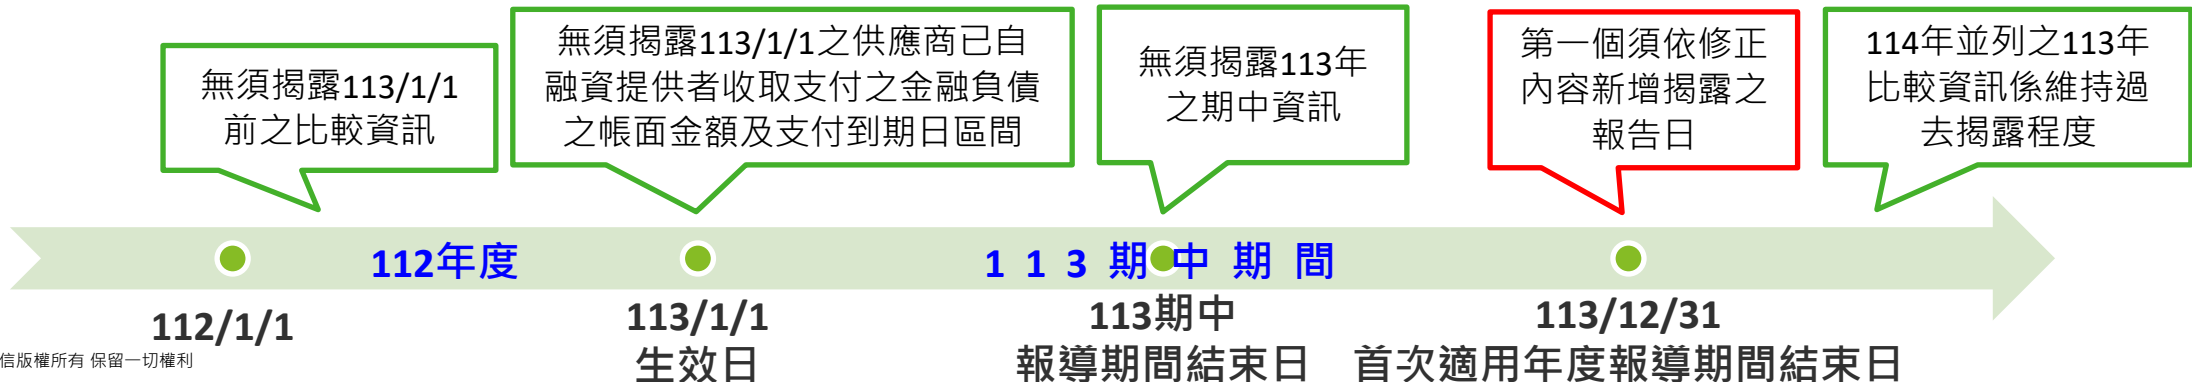 無須揭露113/1/1
前之比較資訊
無須揭露113/1/1之供應商已自
融資提供者收取支付之金融負債
之帳面金額及支付到期日區間
無須揭露113年
之期中資訊
第一個須依修正
內容新增揭露之
報告日
114年並列之113年
比較資訊係維持過
去揭露程度
112年度
113期中期間
112/1/1
113/1/1
生效日
113期中
報導期間結束日
113/12/31
首次適用年度報導期間結束日
信版權所有 保留一切權利